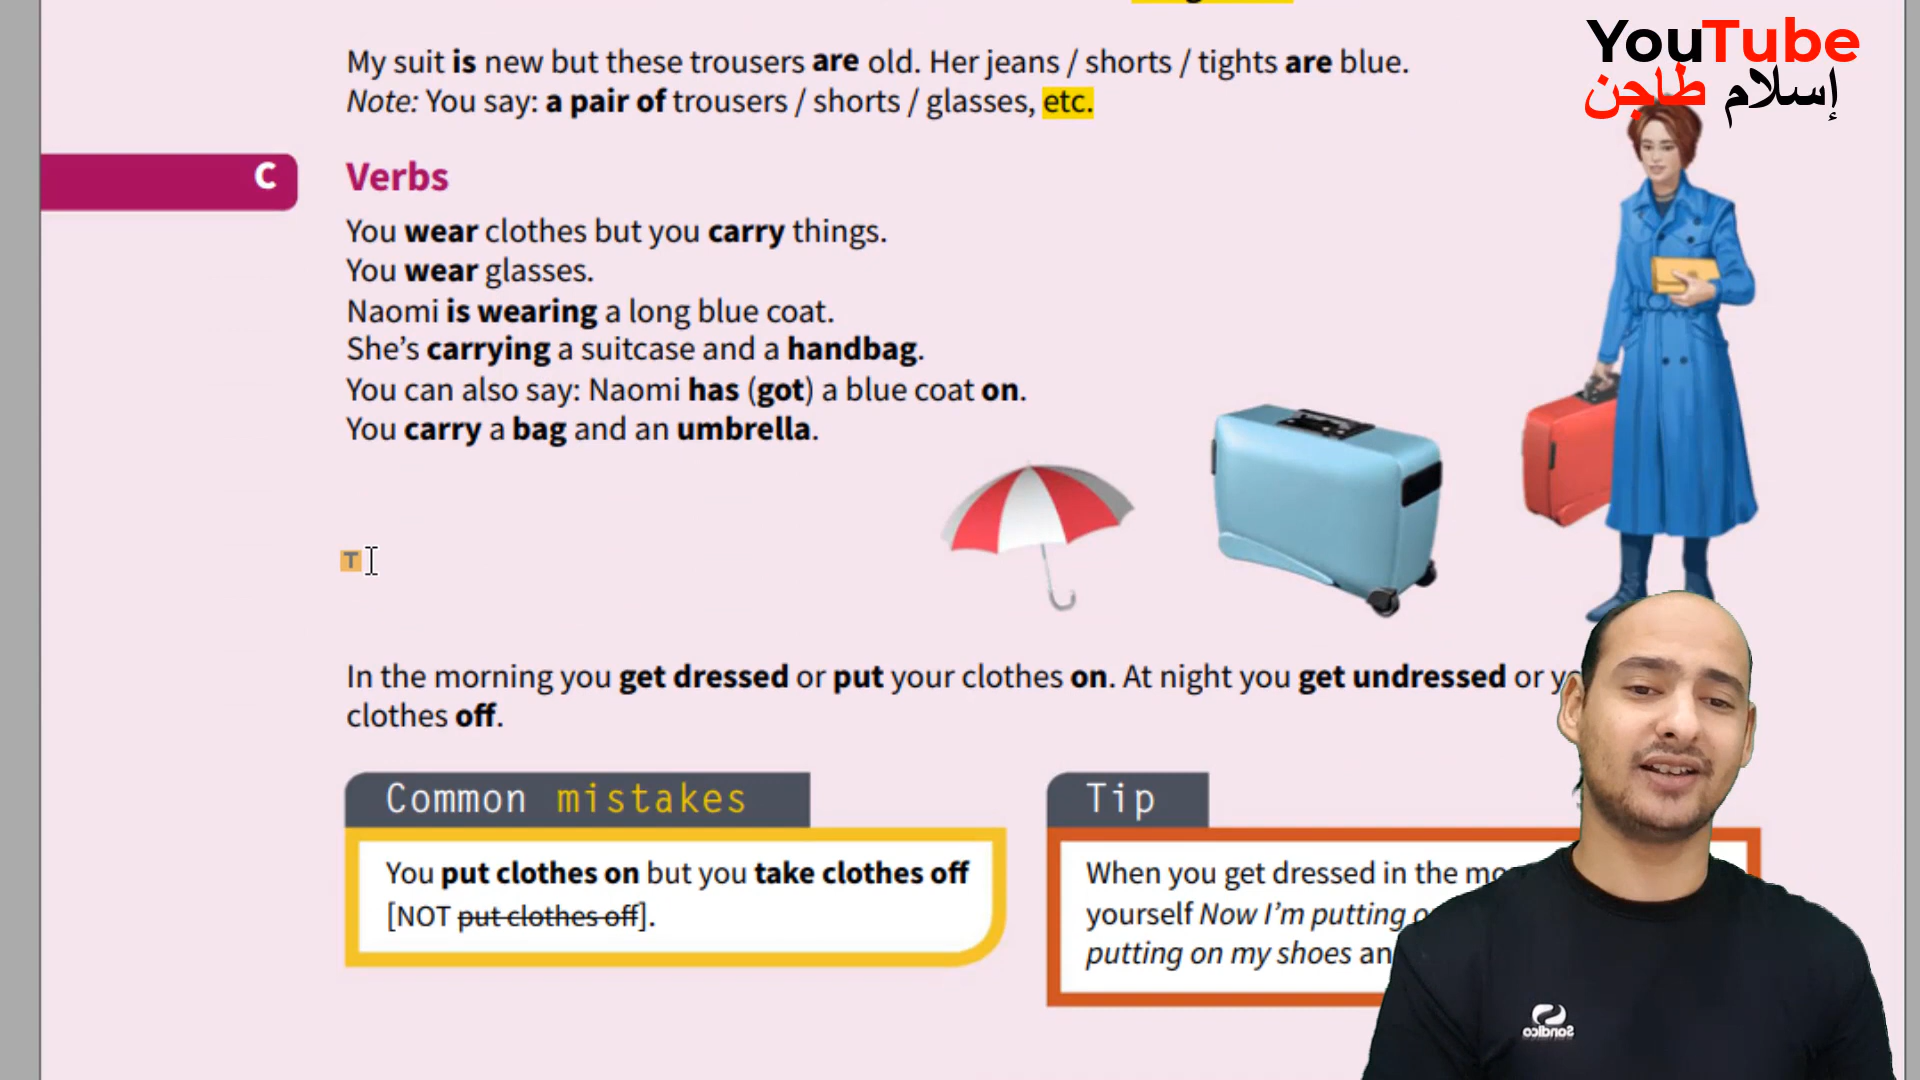 My suit is new but these trousers are old. Her jeans / shorts / tights are blue.
Note: You say: a pair of trousers / shorts / glasses, etc.
YouTube
إسلام طاجن
C
Verbs
You wear clothes but you carry things.
You wear glasses.
Naomi is wearing a long blue coat.
She's carrying a suitcase and a handbag.
You can also say: Naomi has (got) a blue coat on.
You carry a bag and an umbrella.
T
In the morning you get dressed or put your clothes on. At night you get undressed or
clothes off.
Common mistakes
You put clothes on but you take clothes off
[NOT put clothes off].
Tip
When you get dressed in the
yourself Now I'm putting
putting on my shoes
Sondico